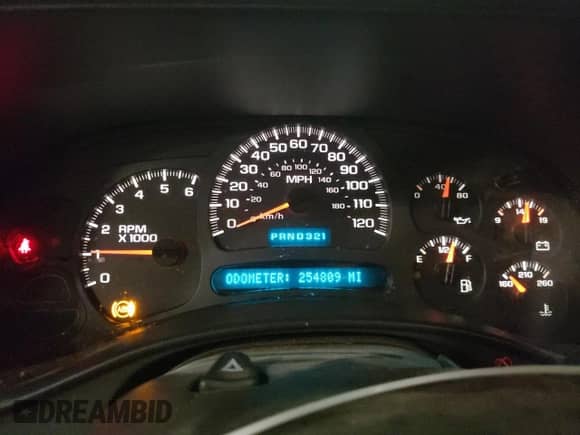 0 1 2 3 4 5 6
RPM
X1000
0 10 20 30 40 50 60 70 80 90 100 110 120
20 40 60 80 100 120 140 160 180
MPH
km/h
PRND321
ODOMETER: 254809 MI
0 40 80
9 14 19
E 1/2 F
160 210 260
ABS
DREAMBID